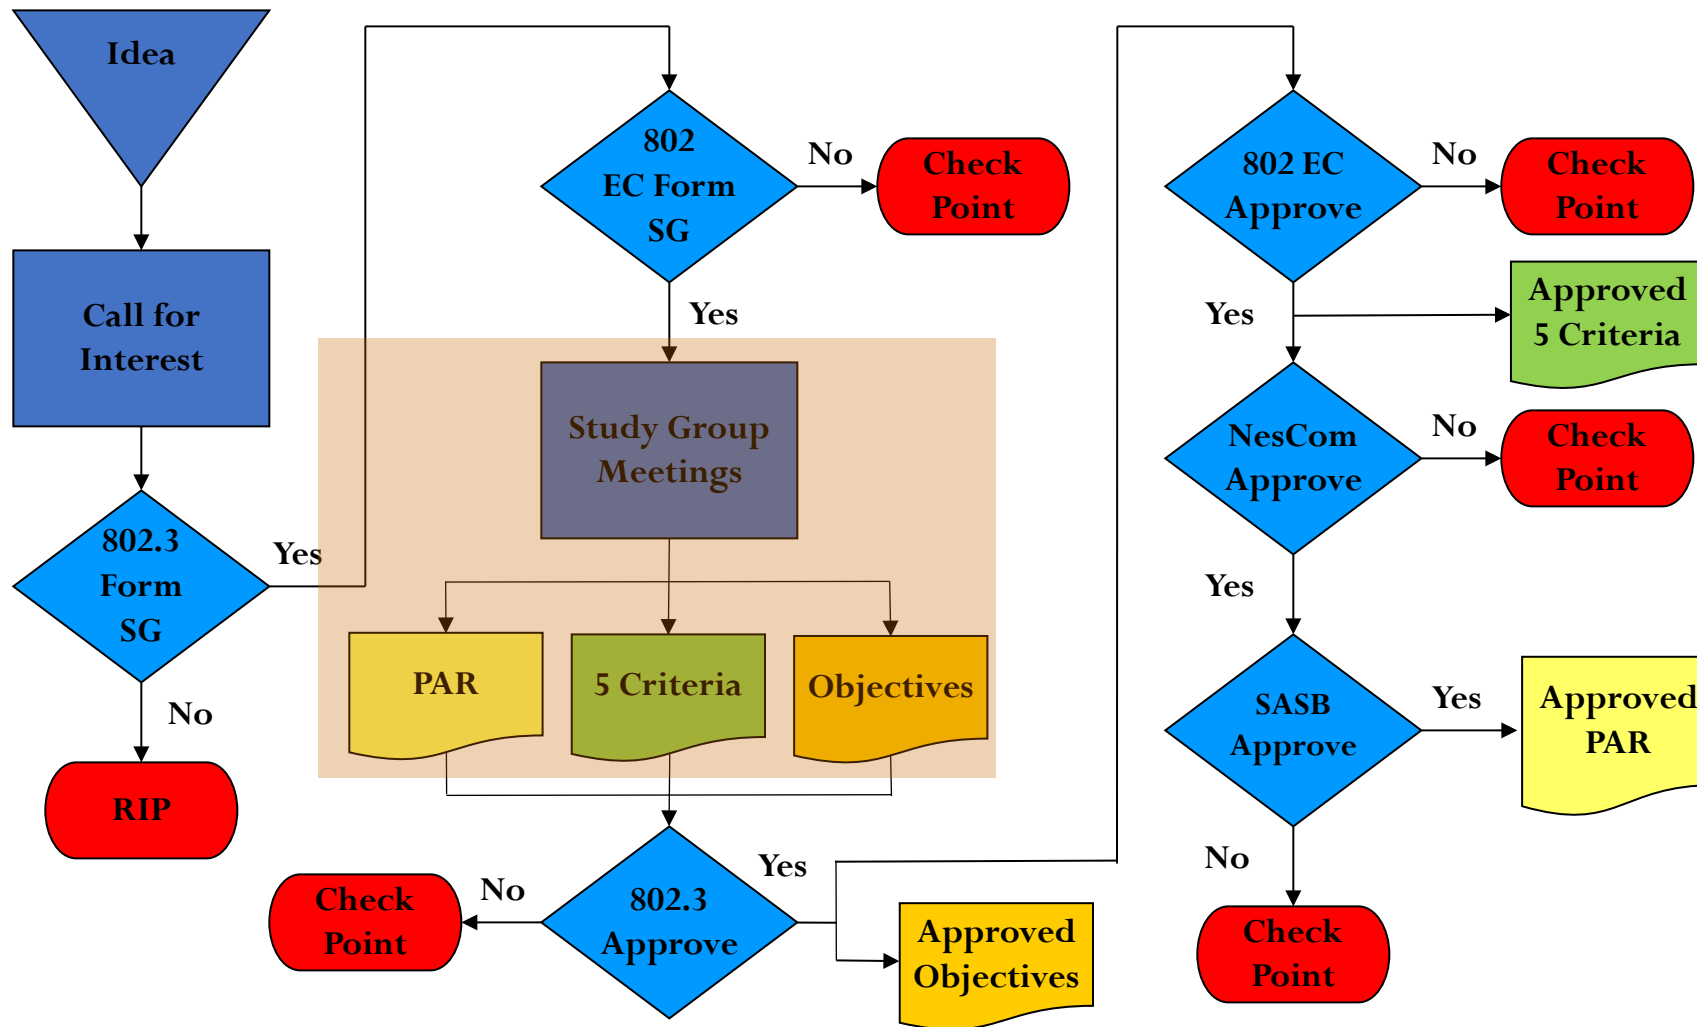 Idea
Call for
Interest
802.3
Form
SG
Yes
No
RIP
802
EC Form
SG
No
Check
Point
Yes
Study Group
Meetings
PAR
5 Criteria
Objectives
802.3
Approve
No
Check
Point
Yes
Approved
Objectives
802 EC
Approve
No
Check
Point
Yes
Approved
5 Criteria
NesCom
Approve
No
Check
Point
Yes
SASB
Approve
Yes
Approved
PAR
No
Check
Point